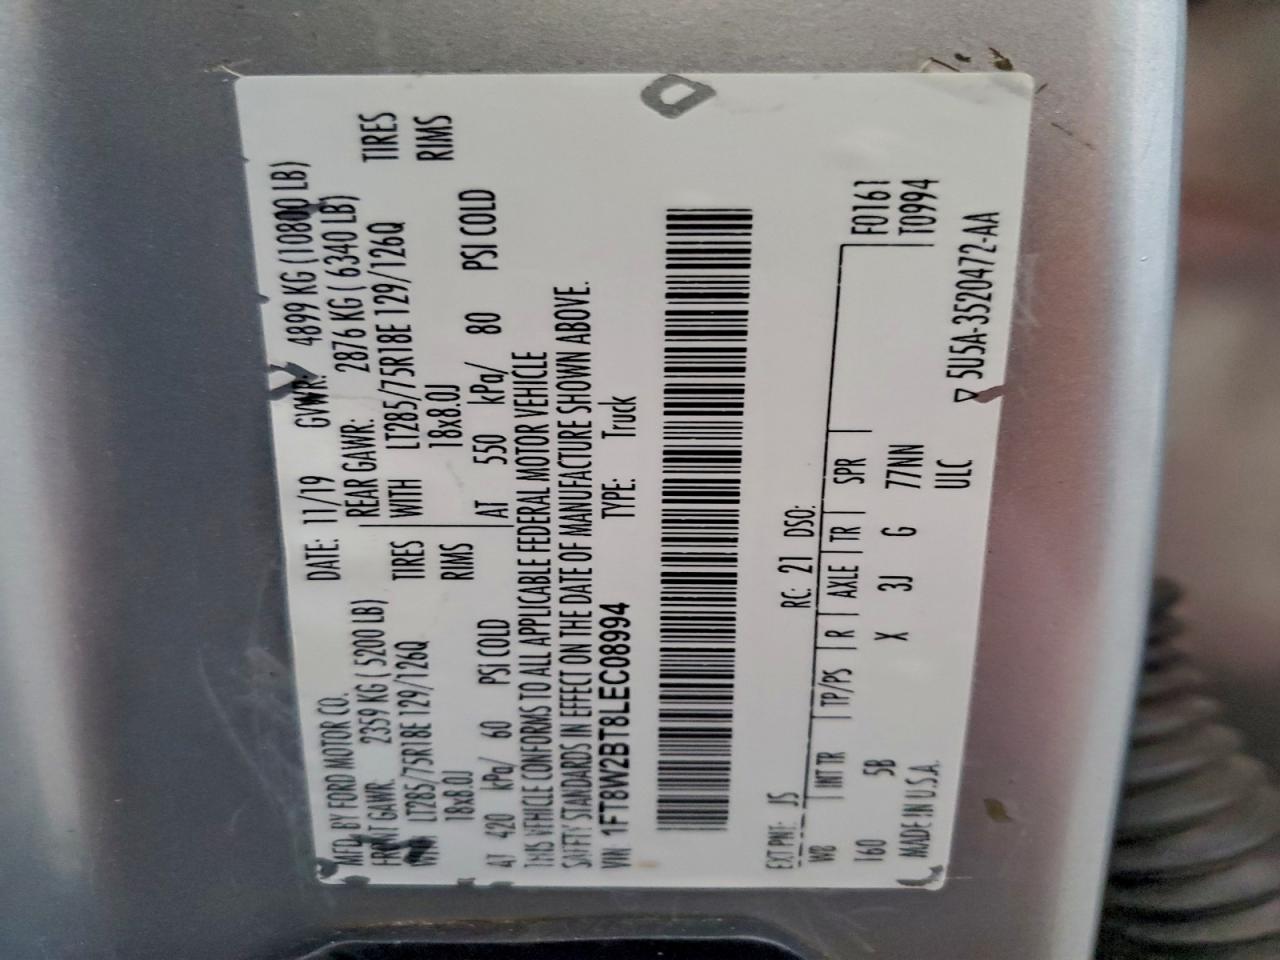 MFD. BY FORD MOTOR CO.
DATE: 11/19 GVWR: 4899 KG (10800 LB)
FRONT GAWR: 2359 KG ( 5200 LB) REAR GAWR: 2876 KG ( 6340 LB)
WITH LT285/75R18E 129/126Q TIRES WITH LT285/75R18E 129/126Q TIRES
18x8.0J RIMS 18x8.0J RIMS
AT 420 kPa/ 60 PSI COLD AT 550 kPa/ 80 PSI COLD
THIS VEHICLE CONFORMS TO ALL APPLICABLE FEDERAL MOTOR VEHICLE
SAFETY STANDARDS IN EFFECT ON THE DATE OF MANUFACTURE SHOWN ABOVE.
VIN 1FT8W2BT8LEC08994 TYPE: Truck
EXT PNT: JS RC: 21 DSO:
WB INT TR TP/PS R AXLE TR SPR F0161
160 5B X 3J G 77NN T0994
MADE IN U.S.A. ULC
5U5A-3520472-AA